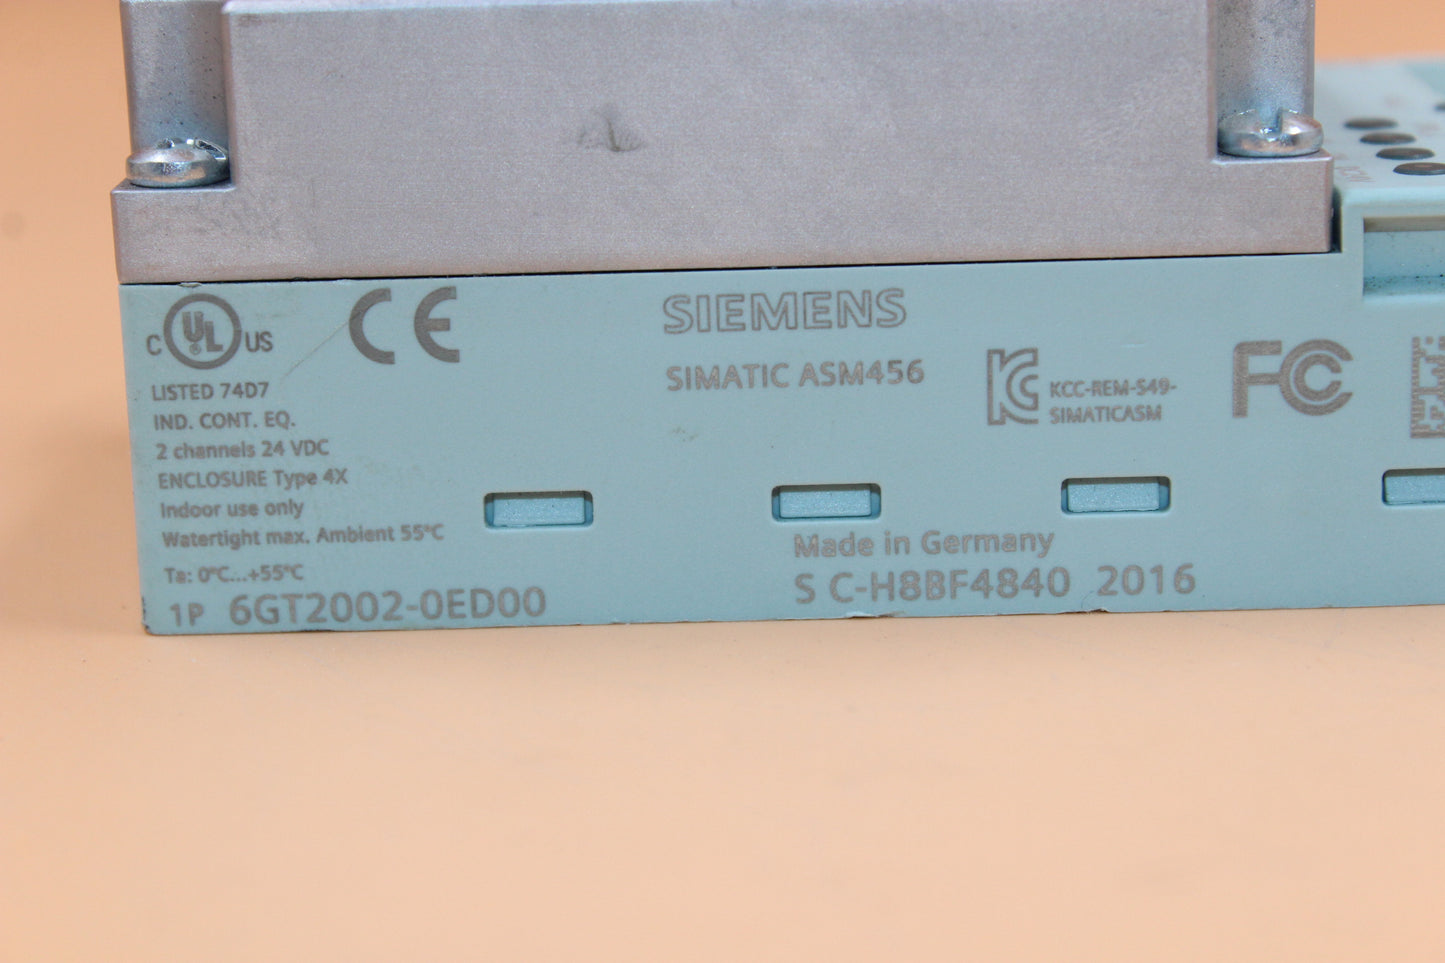 C UL US
CE
LISTED 74D7
IND. CONT. EQ.
2 channels 24 VDC
ENCLOSURE Type 4X
Indoor use only
Watertight max. Ambient 55°C
Ta: 0°C...+55°C
1P 6GT2002-0ED00
SIEMENS
SIMATIC ASM456
KC
KCC-REM-S49-
SIMATICASM
FC
Made in Germany
S C-H8BF4840 2016